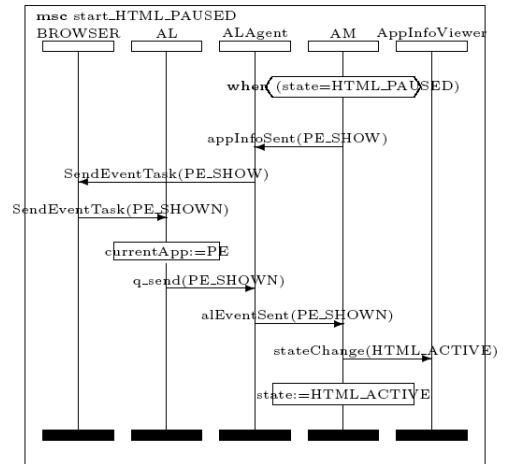 msc start_HTML_PAUSED
BROWSER AL ALAgent AM AppInfoViewer
when (state=HTML_PAUSED)
appInfoSent(PE_SHOW)
SendEventTask(PE_SHOW)
SendEventTask(PE_SHOWN)
currentApp:=PE
q_send(PE_SHOWN)
alEventSent(PE_SHOWN)
stateChange(HTML_ACTIVE)
state:=HTML_ACTIVE